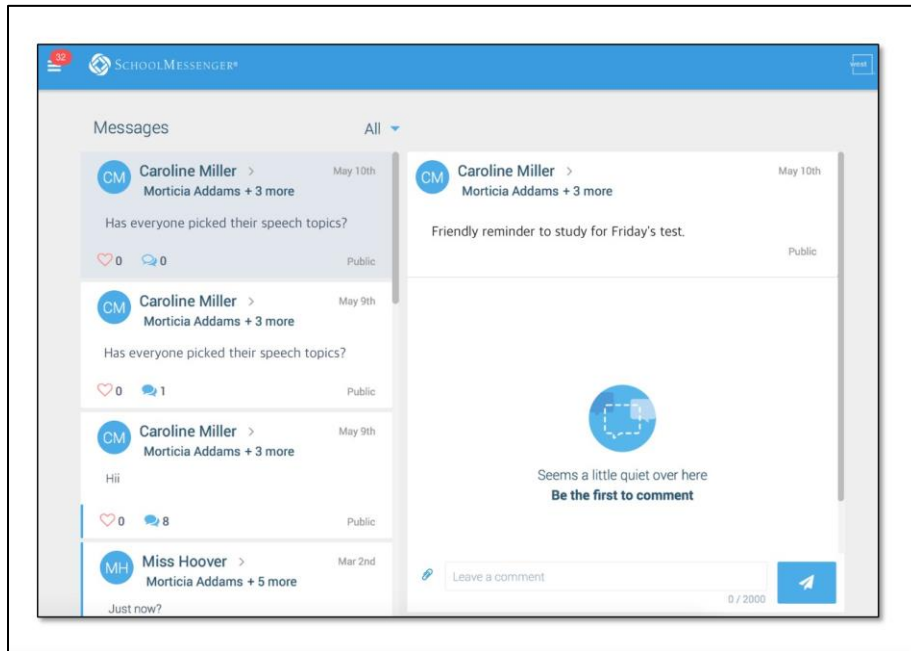 32
SCHOOLMESSENGER®
west
Messages
All
CM
Caroline Miller >
May 10th
Morticia Addams + 3 more
Has everyone picked their speech topics?
0
0
Public
CM
Caroline Miller >
May 9th
Morticia Addams + 3 more
Has everyone picked their speech topics?
0
1
Public
CM
Caroline Miller >
May 9th
Morticia Addams + 3 more
Hii
0
8
Public
MH
Miss Hoover >
Mar 2nd
Morticia Addams + 5 more
Just now?
CM
Caroline Miller >
May 10th
Morticia Addams + 3 more
Friendly reminder to study for Friday's test.
Public
Seems a little quiet over here
Be the first to comment
Leave a comment
0 / 2000